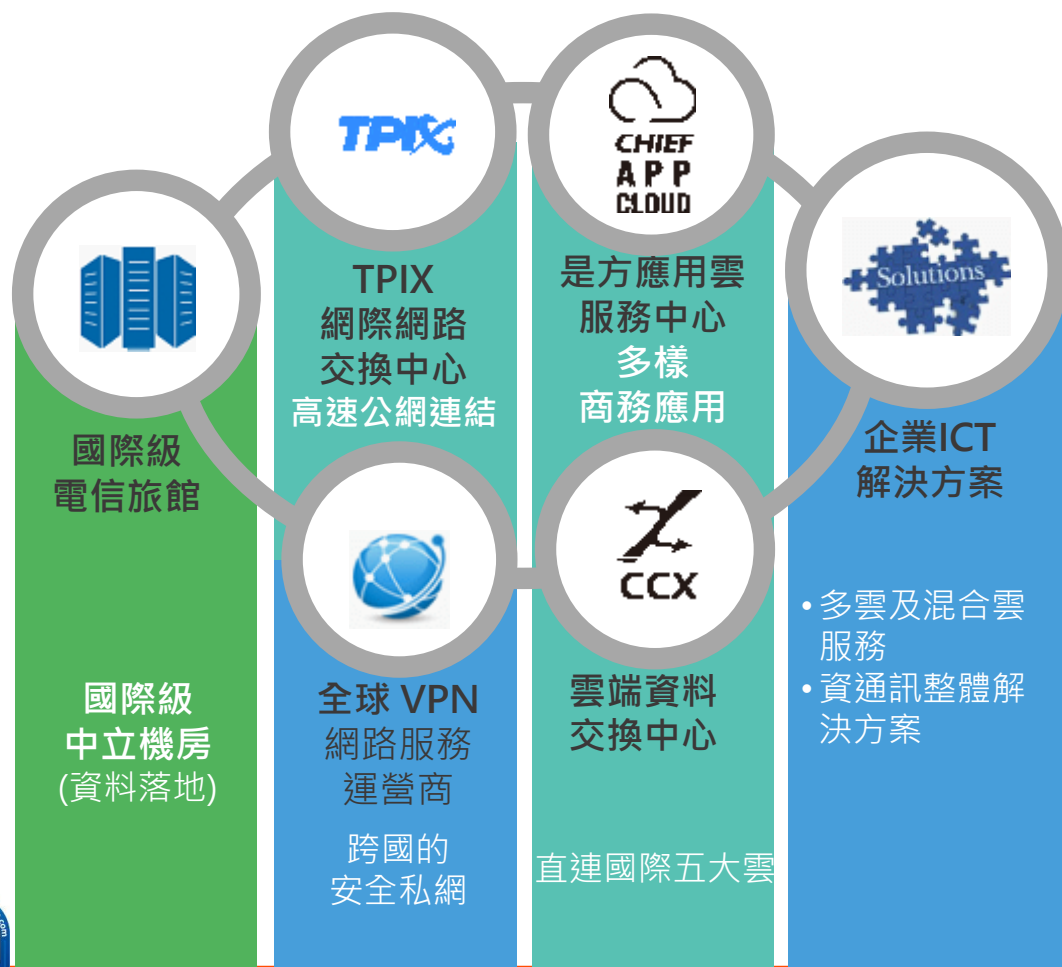 國際級
電信旅館
國際級
中立機房
(資料落地)
TPIX
TPIX
網際網路
交換中心
高速公網連結
全球 VPN
網路服務
運營商
跨國的
安全私網
CHIEF
APP
CLOUD
是方應用雲
服務中心
多樣
商務應用
CCX
雲端資料
交換中心
直連國際五大雲
Solutions
企業ICT
解決方案
• 多雲及混合雲
服務
• 資通訊整體解
決方案
com